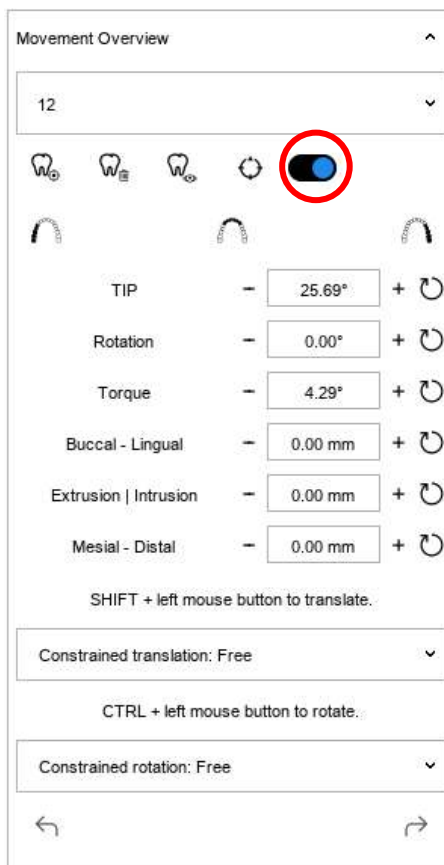 Movement Overview
12
TIP − 25.69° +
Rotation − 0.00° +
Torque − 4.29° +
Buccal - Lingual − 0.00 mm +
Extrusion | Intrusion − 0.00 mm +
Mesial - Distal − 0.00 mm +
SHIFT + left mouse button to translate.
Constrained translation: Free
CTRL + left mouse button to rotate.
Constrained rotation: Free